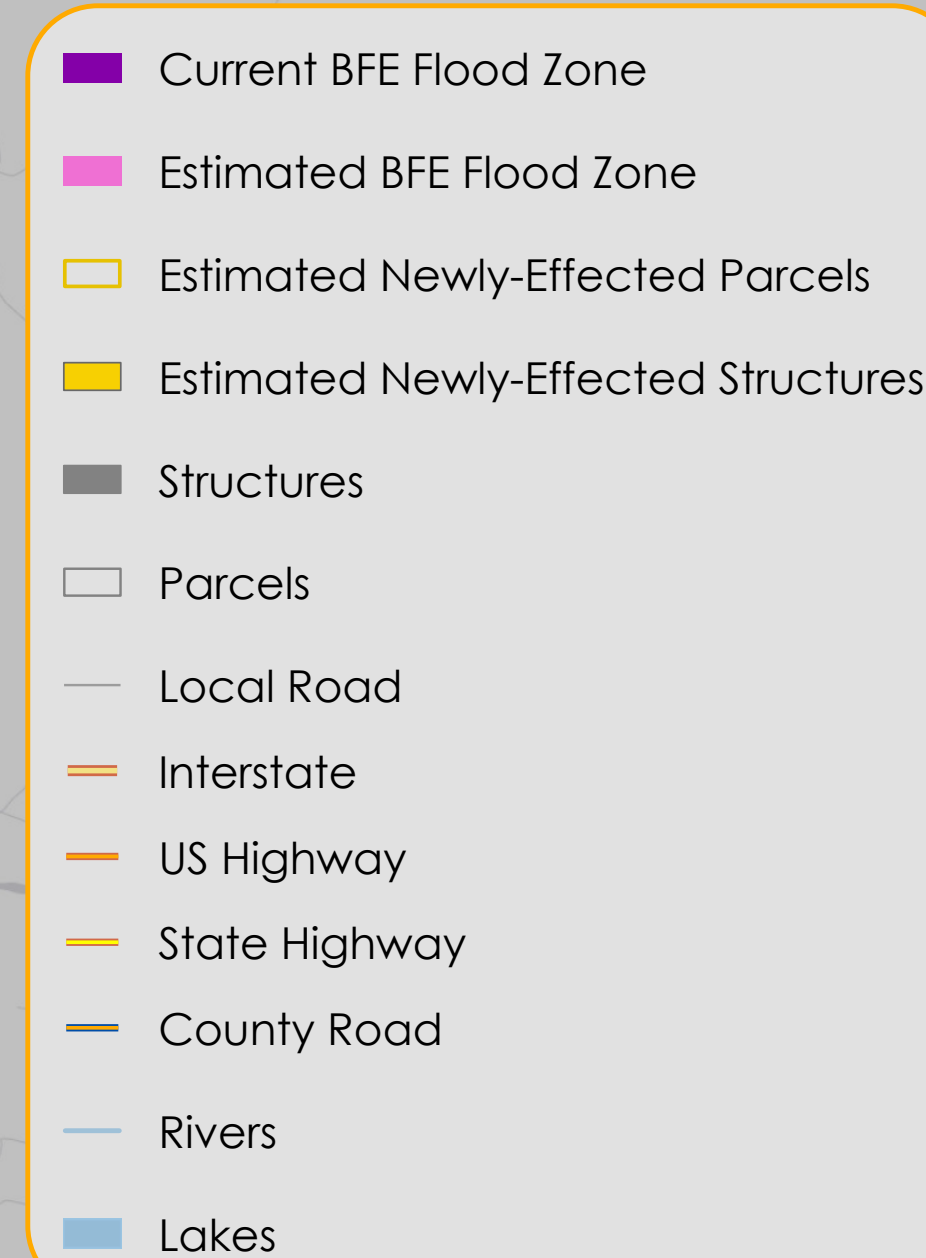 Current BFE Flood Zone
Estimated BFE Flood Zone
Estimated Newly-Effected Parcels
Estimated Newly-Effected Structures
Structures
Parcels
Local Road
Interstate
US Highway
State Highway
County Road
Rivers
Lakes